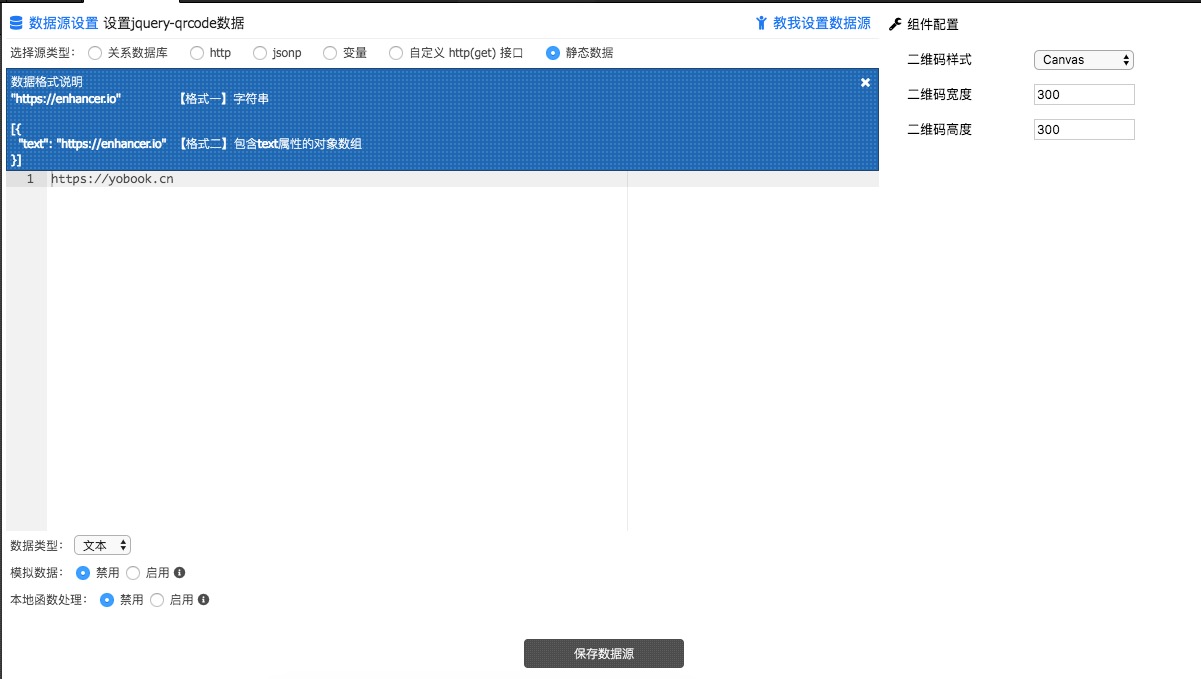 数据源设置 设置jquery-qrcode数据
教我设置数据源
组件配置
选择源类型: 关系数据库 http jsonp 变量 自定义 http(get) 接口 静态数据
二维码样式 Canvas
数据格式说明
"https://enhancer.io" 【格式一】字符串
二维码宽度 300
[{
二维码高度 300
"text": "https://enhancer.io" 【格式二】包含text属性的对象数组
}]
1 https://yobook.cn
数据类型: 文本
模拟数据: 禁用 启用
本地函数处理: 禁用 启用
保存数据源